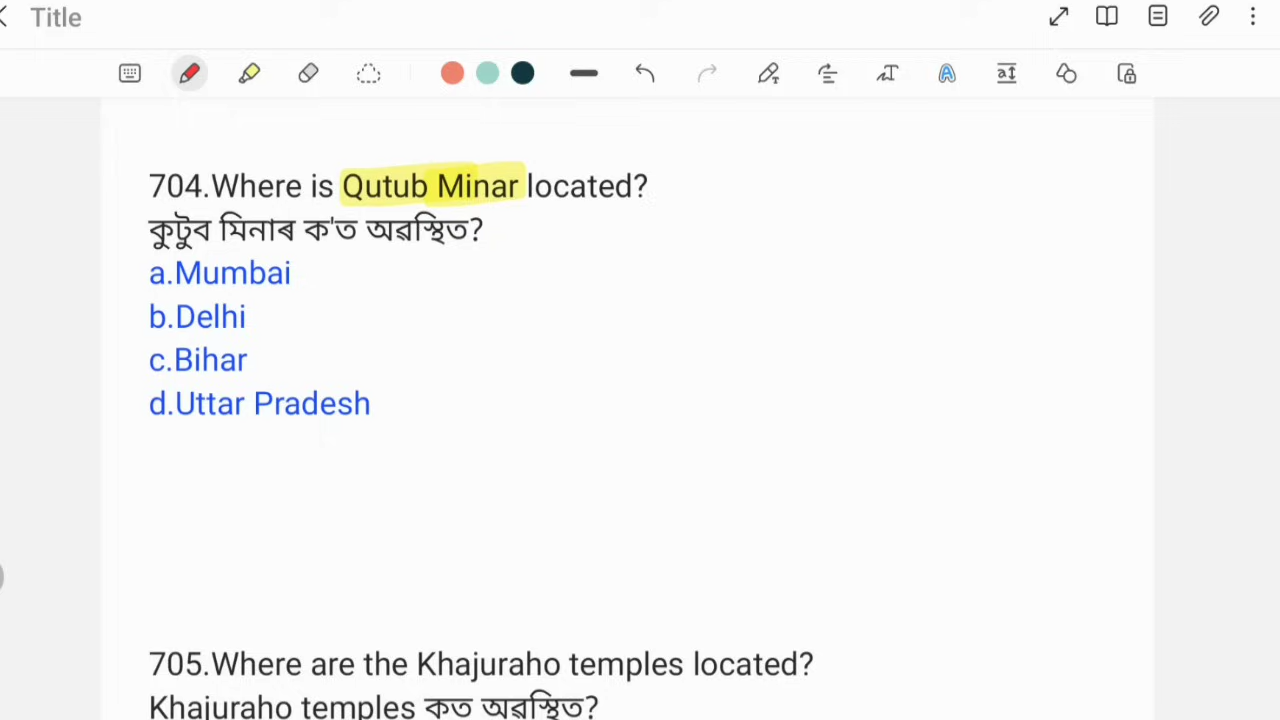 Title
704.Where is Qutub Minar located?
কুটুব মিনাৰ ক'ত অৱস্থিত?
a.Mumbai
b.Delhi
c.Bihar
d.Uttar Pradesh
705.Where are the Khajuraho temples located?
Khajuraho temples কত অৱস্থিত?